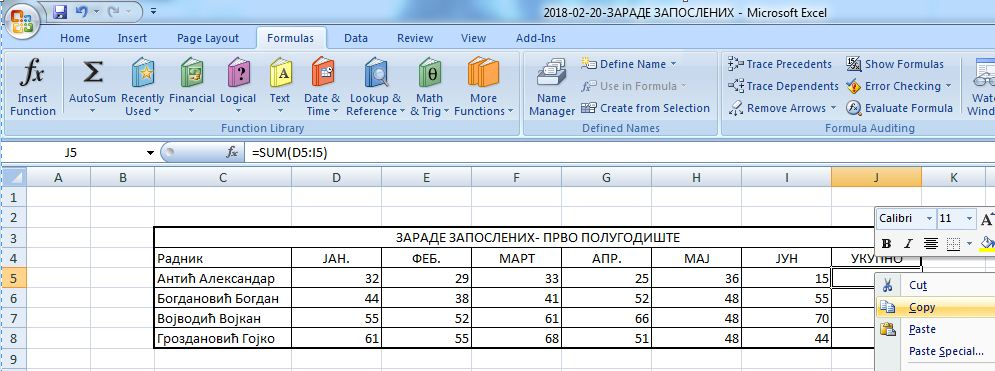 2018-02-20-ЗАРАДЕ ЗАПОСЛЕНИХ - Microsoft Excel
Home Insert Page Layout Formulas Data Review View Add-Ins
Insert Function
AutoSum
Recently Used
Financial
Logical
Text
Date & Time
Lookup & Reference
Math & Trig
More Functions
Function Library
Name Manager
Define Name
Use in Formula
Create from Selection
Defined Names
Trace Precedents
Trace Dependents
Remove Arrows
Show Formulas
Error Checking
Evaluate Formula
Formula Auditing
J5 fx =SUM(D5:I5)
A B C D E F G H I J K
1
2
3 ЗАРАДЕ ЗАПОСЛЕНИХ- ПРВО ПОЛУГОДИШТЕ
4 Радник ЈАН. ФЕБ. МАРТ АПР. МАЈ ЈУН УКУПНО
5 Антић Александар 32 29 33 25 36 15
6 Богдановић Богдан 44 38 41 52 48 55
7 Војводић Војкан 55 52 61 66 48 70
8 Гроздановић Гојко 61 55 68 51 48 44
9
Calibri 11 A
B I
Cut
Copy
Paste
Paste Special...